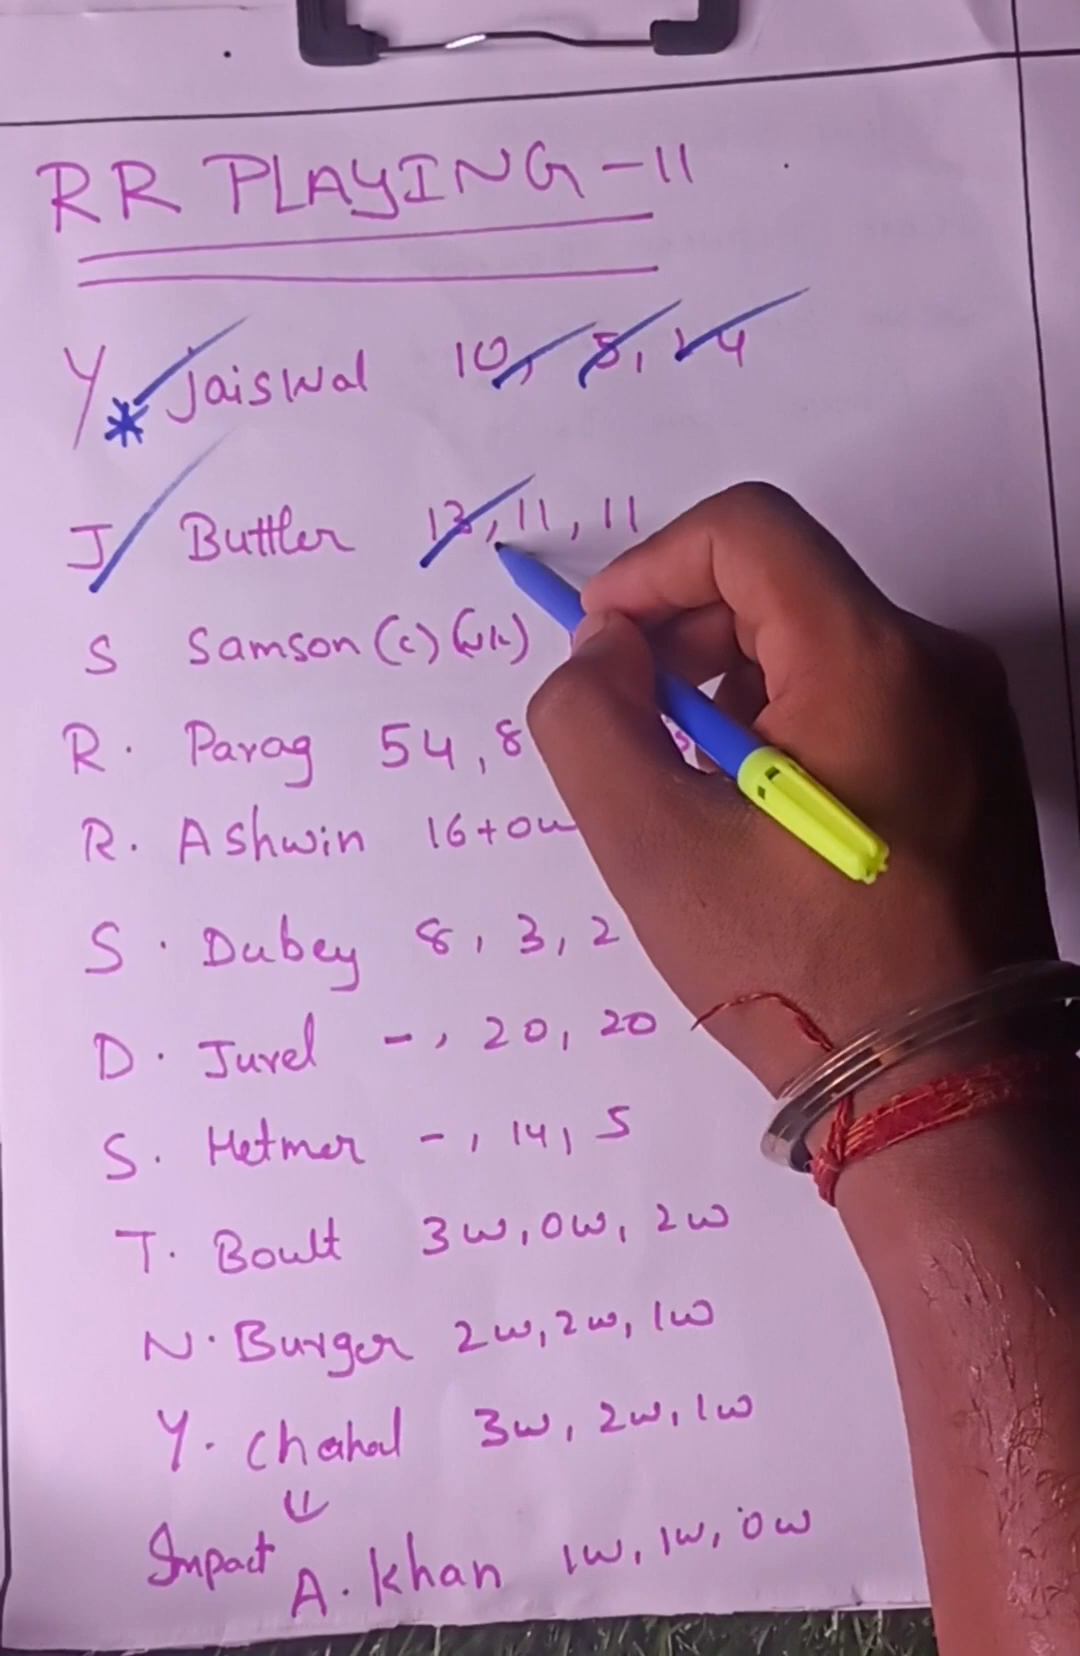 RR PLAYING-11
Y Jaiswal 10, 5, 24
J Buttler 13, 11, 11
S Samson (c) (wk)
R. Parag 54, 8
R. Ashwin 16+0w
S. Dubey 8, 3, 2
D. Jurel -, 20, 20
S. Hetmer -, 14, 5
T. Boult 3w, 0w, 2w
N. Burger 2w, 2w, 1w
Y. Chahal 3w, 2w, 1w
Impact A. Khan 1w, 1w, 0w